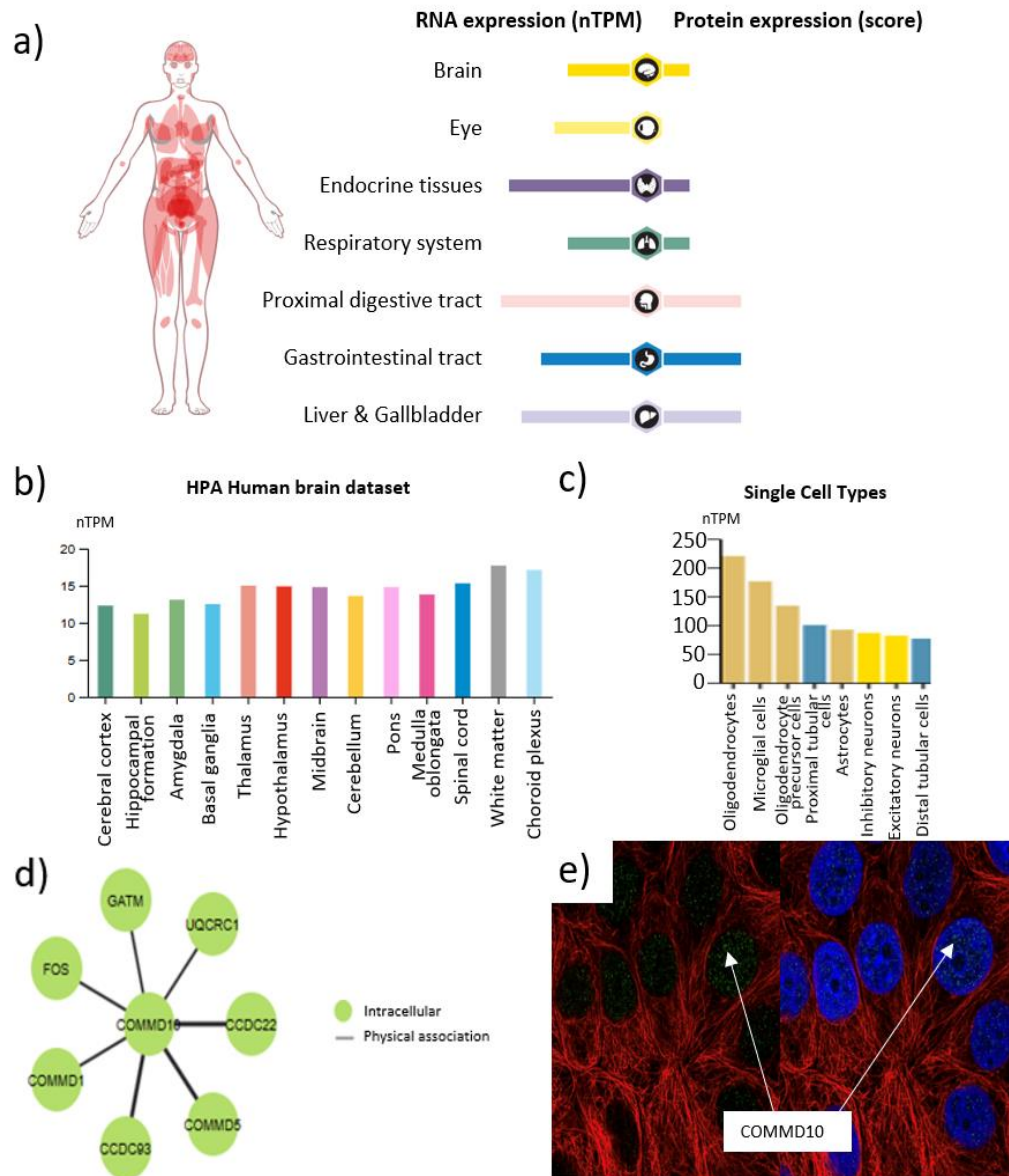 a)
RNA expression (nTPM) Protein expression (score)
Brain
Eye
Endocrine tissues
Respiratory system
Proximal digestive tract
Gastrointestinal tract
Liver & Gallbladder
b)
HPA Human brain dataset
nTPM
20
15
10
5
0
Cerebral cortex
Hippocampal
formation
Amygdala
Basal ganglia
Thalamus
Hypothalamus
Midbrain
Cerebellum
Pons
Medulla
oblongata
Spinal cord
White matter
Choroid plexus
c)
Single Cell Types
nTPM
250
200
150
100
50
0
Oligodendrocytes
Microglial cells
Oligodendrocyte
precursor cells
Proximal tubular
cells
Astrocytes
Inhibitory neurons
Excitatory neurons
Distal tubular cells
d)
GATM
UQCRC1
FOS
COMMD10
CCDC22
COMMD1
COMMD5
CCDC93
Intracellular
Physical association
e)
COMMD10